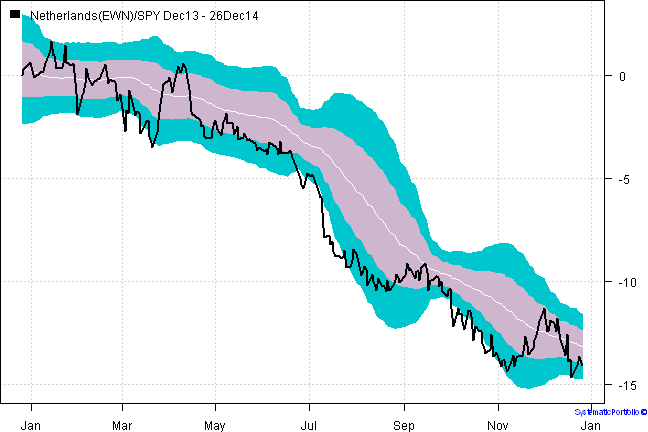 Netherlands(EWN)/SPY Dec13 - 26Dec14
0
-5
-10
-15
Jan Mar May Jul Sep Nov Jan
SystematicPortfolio ©